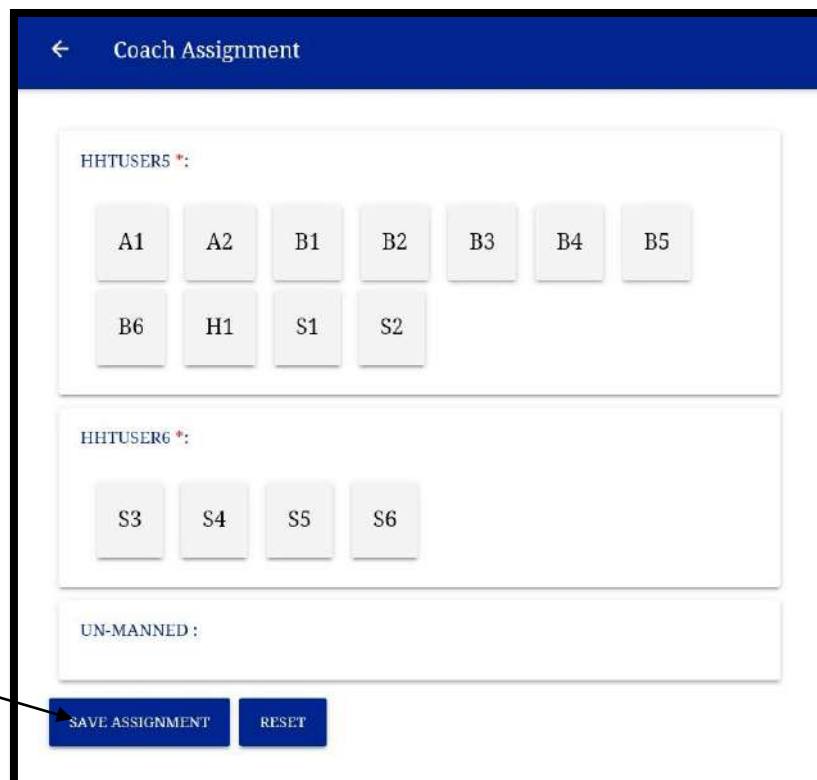 Coach Assignment
HHTUSER5 *:
A1 A2 B1 B2 B3 B4 B5
B6 H1 S1 S2
HHTUSER6 *:
S3 S4 S5 S6
UN-MANNED :
SAVE ASSIGNMENT RESET